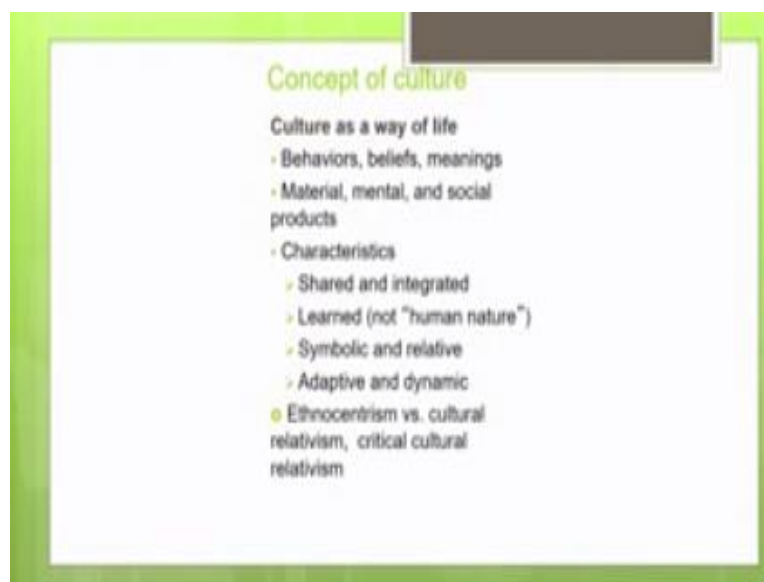 Concept of culture
Culture as a way of life
• Behaviors, beliefs, meanings
• Material, mental, and social
products
• Characteristics
➢ Shared and integrated
➢ Learned (not “human nature”)
➢ Symbolic and relative
➢ Adaptive and dynamic
Ethnocentrism vs. cultural
relativism, critical cultural
relativism